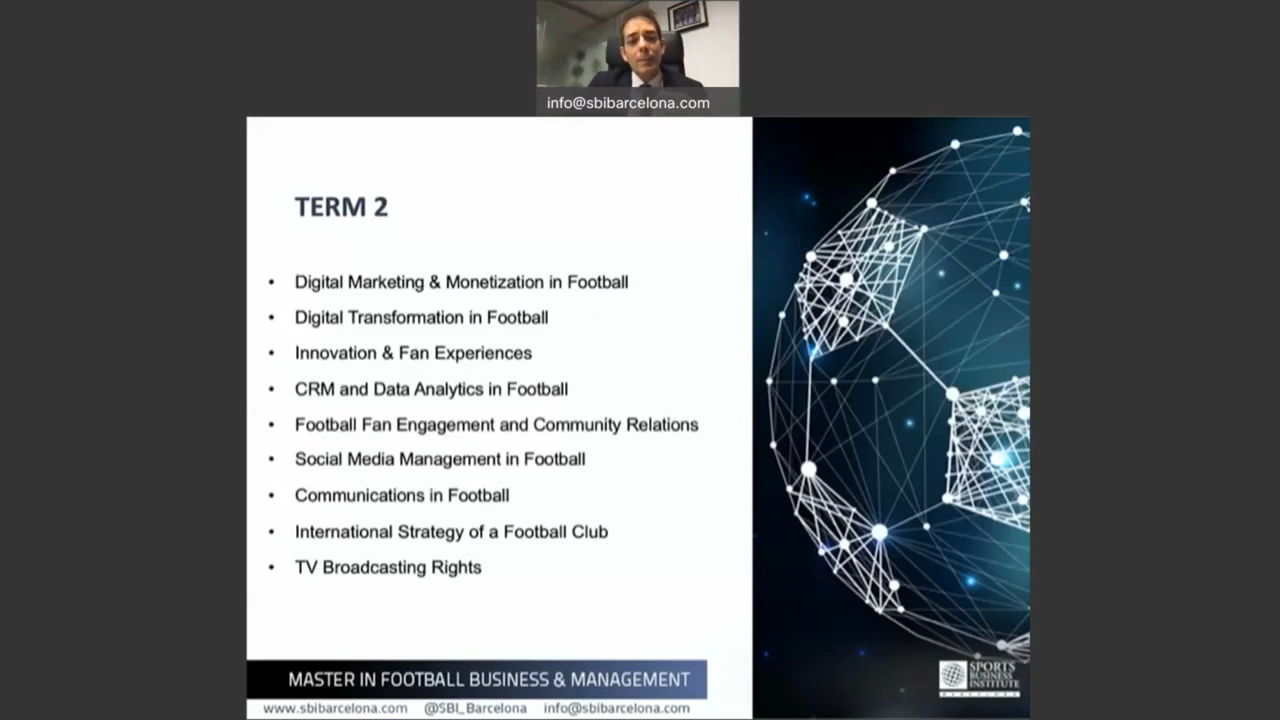 info@sbibarcelona.com
TERM 2
• Digital Marketing & Monetization in Football
• Digital Transformation in Football
• Innovation & Fan Experiences
• CRM and Data Analytics in Football
• Football Fan Engagement and Community Relations
• Social Media Management in Football
• Communications in Football
• International Strategy of a Football Club
• TV Broadcasting Rights
MASTER IN FOOTBALL BUSINESS & MANAGEMENT
www.sbibarcelona.com @SBI_Barcelona info@sbibarcelona.com
SPORTS
BUSINESS
INSTITUTE
BARCELONA